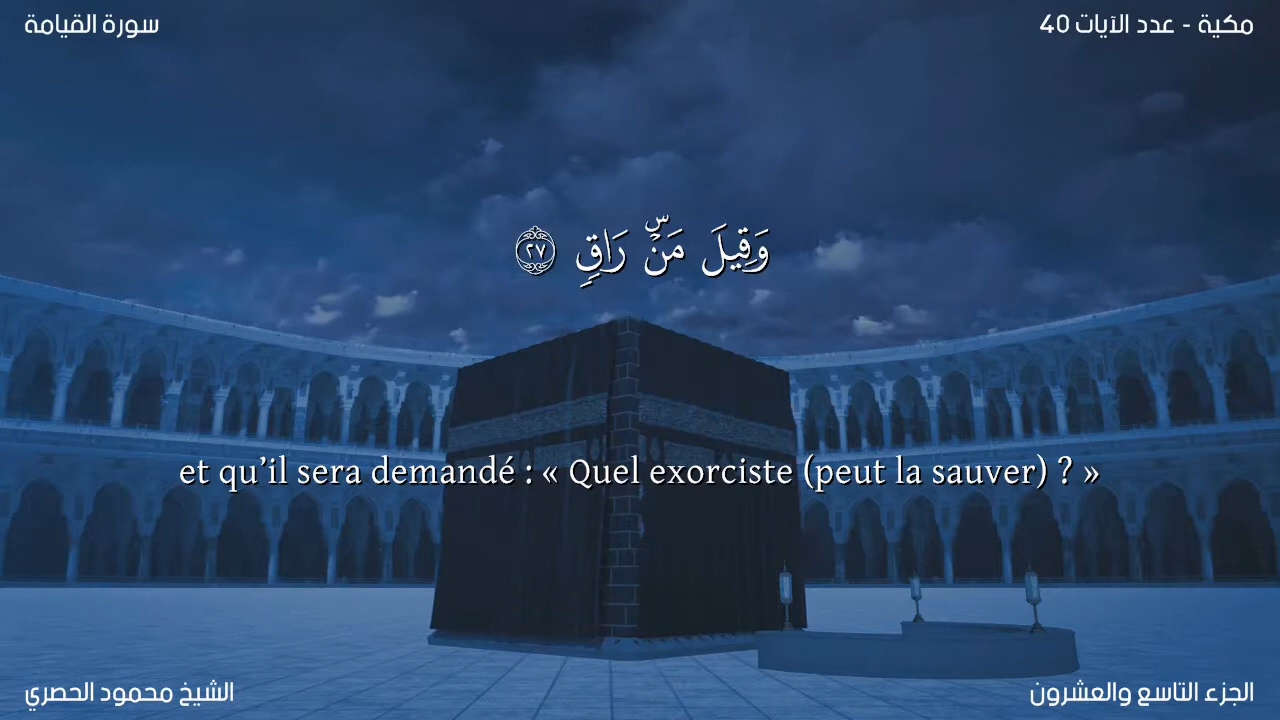 سورة القيامة
مكية - عدد الآيات 40
وَقِيلَ مَنْۜ رَاقٍ ٢٧
et qu’il sera demandé : « Quel exorciste (peut la sauver) ? »
الشيخ محمود الحصري
الجزء التاسع والعشرون